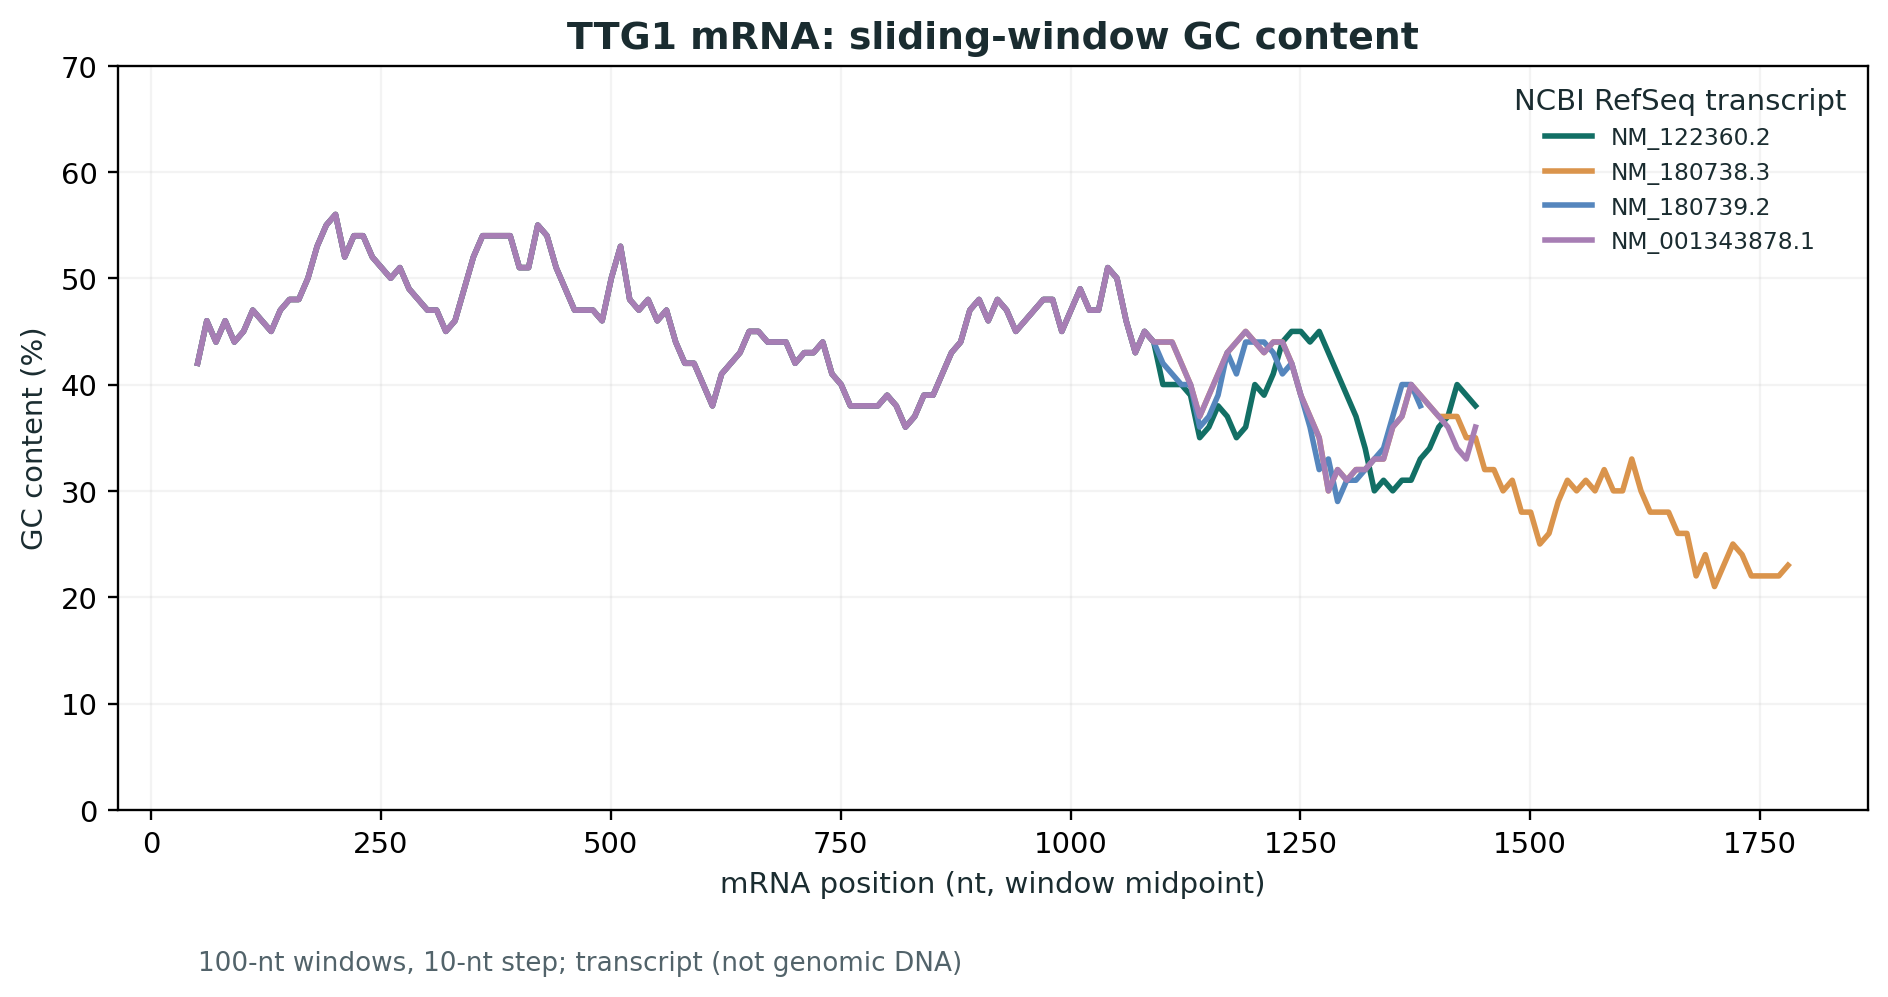 TTG1 mRNA: sliding-window GC content
NCBI RefSeq transcript
NM_122360.2
NM_180738.3
NM_180739.2
NM_001343878.1
GC content (%)
70
60
50
40
30
20
10
0
0 250 500 750 1000 1250 1500 1750
mRNA position (nt, window midpoint)
100-nt windows, 10-nt step; transcript (not genomic DNA)